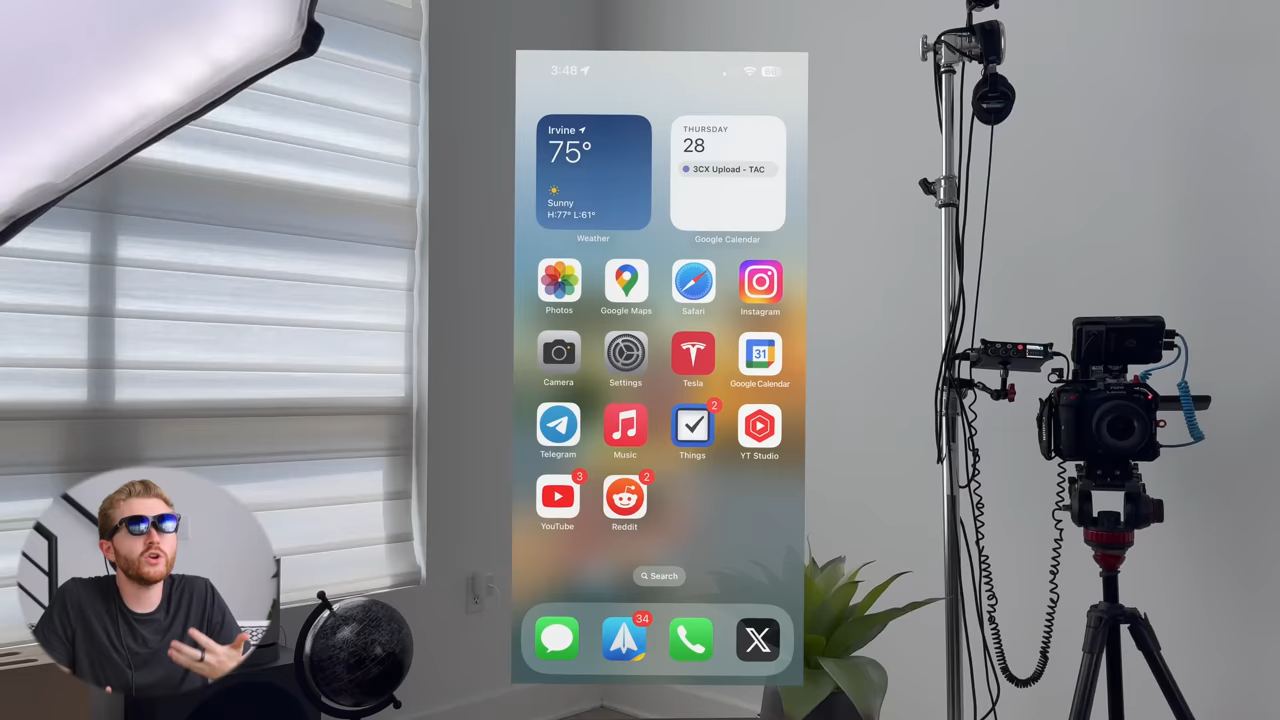 3:48
Irvine
75°
Sunny
H:77° L:61°
Weather
THURSDAY
28
3CX Upload - TAC
Google Calendar
Photos
Google Maps
Safari
Instagram
Camera
Settings
Tesla
31
Google Calendar
Telegram
Music
2
Things
YT Studio
3
YouTube
2
Reddit
Search
34